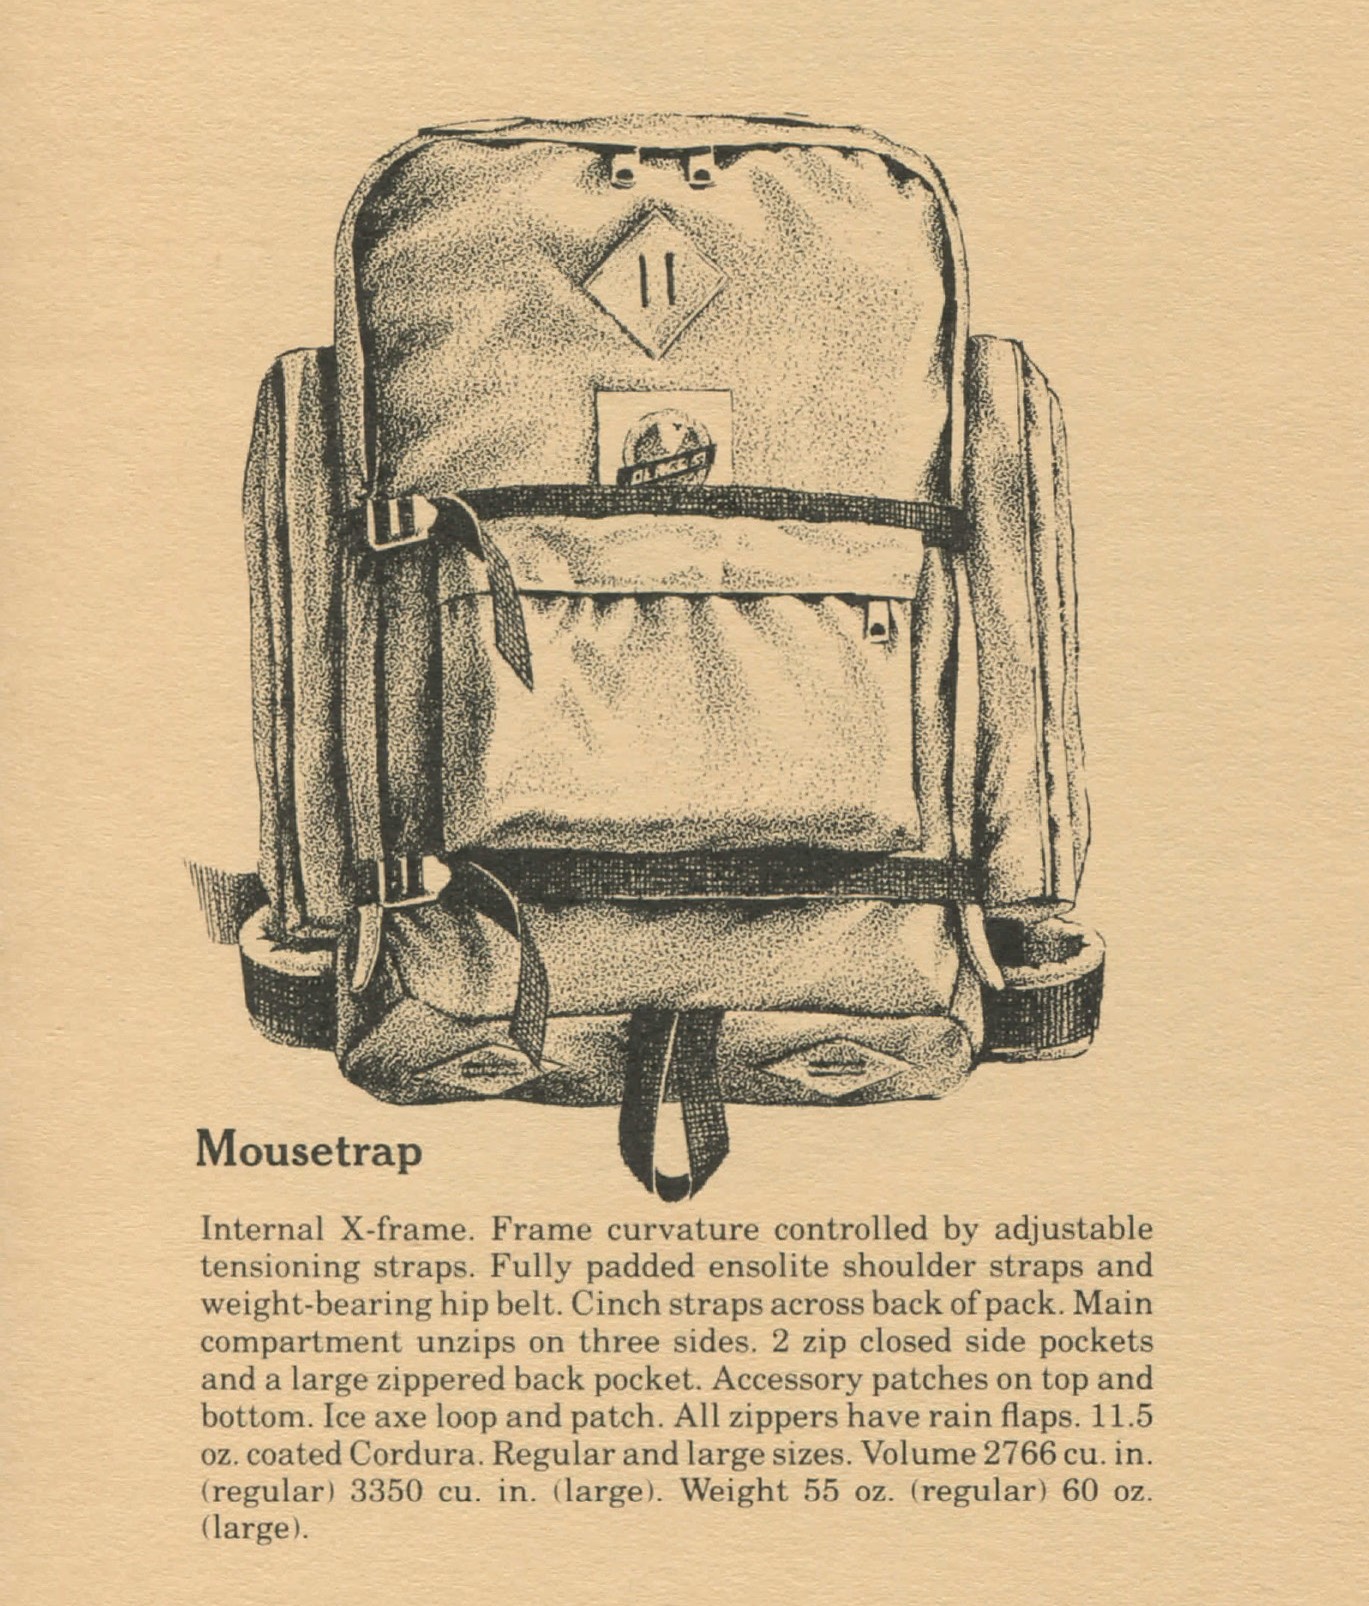 Mousetrap
Internal X-frame. Frame curvature controlled by adjustable
tensioning straps. Fully padded ensolite shoulder straps and
weight-bearing hip belt. Cinch straps across back of pack. Main
compartment unzips on three sides. 2 zip closed side pockets
and a large zippered back pocket. Accessory patches on top and
bottom. Ice axe loop and patch. All zippers have rain flaps. 11.5
oz. coated Cordura. Regular and large sizes. Volume 2766 cu. in.
(regular) 3350 cu. in. (large). Weight 55 oz. (regular) 60 oz.
(large).